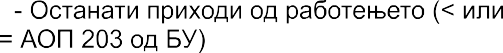 - Останати приходи од работењето (< или
= АОП 203 од БУ)